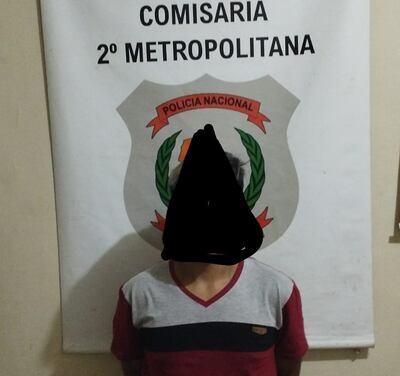 COMISARIA
2º METROPOLITANA
POLICIA NACIONAL